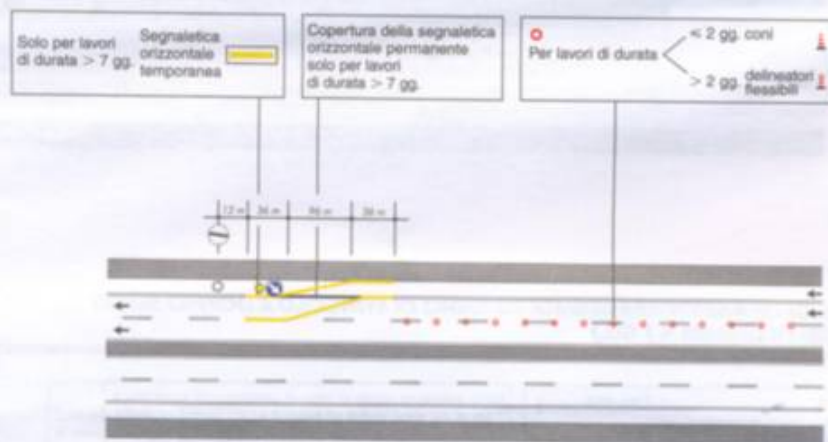 Solo per lavori
di durata > 7 gg.
Segnaletica
orizzontale
temporanea
Copertura della segnaletica
orizzontale permanente
solo per lavori
di durata > 7 gg.
Per lavori di durata
≤ 2 gg. coni
> 2 gg. delineatori
flessibili
12 m 36 m 96 m 36 m